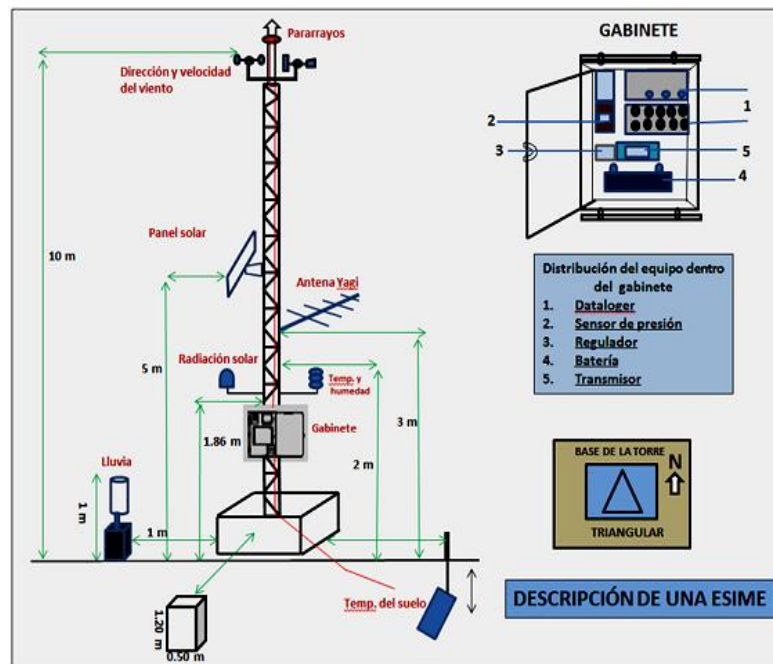 Pararrayos
Dirección y velocidad
del viento
10 m
Panel solar
Antena Yagi
5 m
Radiación solar
Temp. y
humedad
1.86 m
Gabinete
3 m
2 m
Lluvia
1 m
1 m
Temp. del suelo
1.20 m
0.50 m
GABINETE
1
2
3
5
4
Distribución del equipo dentro
del gabinete
1. Dataloger
2. Sensor de presión
3. Regulador
4. Batería
5. Transmisor
BASE DE LA TORRE
N
TRIANGULAR
DESCRIPCIÓN DE UNA ESIME